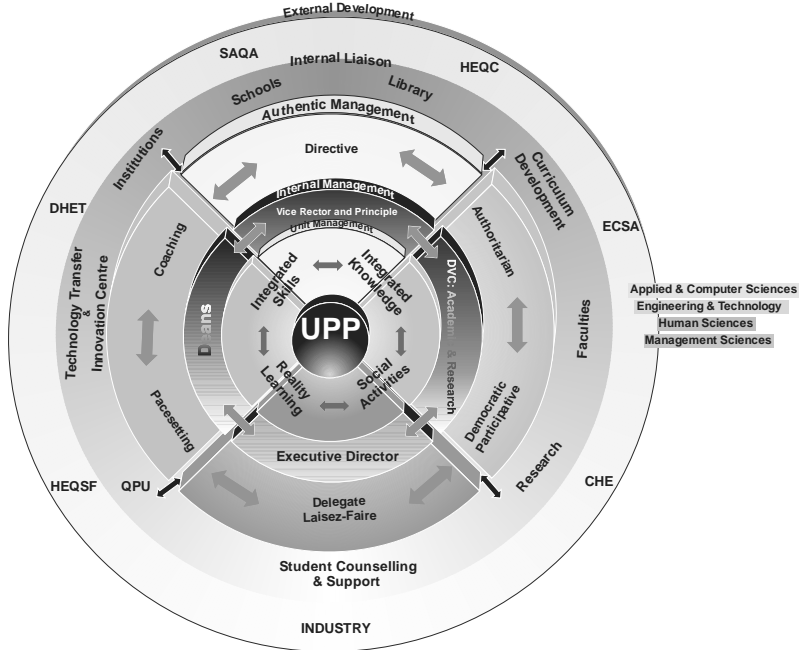 External Development
SAQA
Internal Liaison
HEQC
Schools
Library
Authentic Management
Institutions
Directive
Curriculum
Development
Internal Management
Vice Rector and Principle
Unit Management
DHET
ECSA
Coaching
Authoritarian
Integrated
Skills
Integrated
Knowledge
Technology Transfer
&
Innovation Centre
Deans
UPP
DVC: Academi & Research
Faculties
Applied & Computer Sciences
Engineering & Technology
Human Sciences
Management Sciences
Reality
Learning
Social
Activities
Pacesetting
Democratic
Participative
Executive Director
HEQSF
QPU
Research
CHE
Delegate
Laisez-Faire
Student Counselling
& Support
INDUSTRY